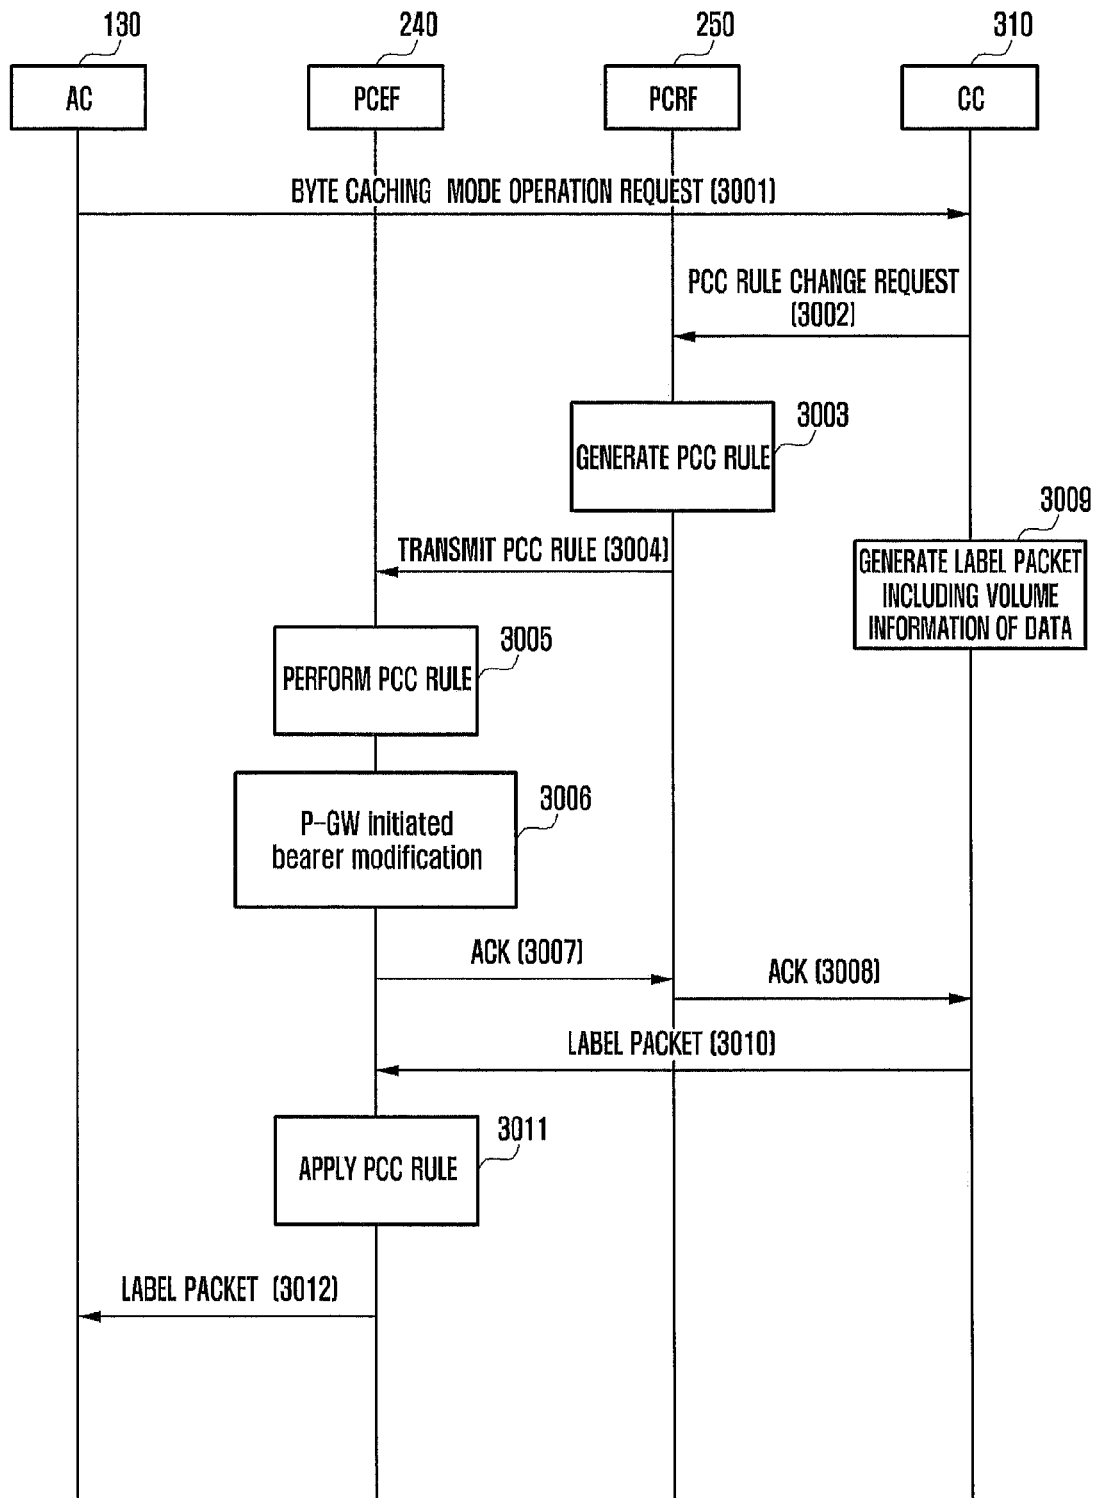 130
240
250
310
AC
PCEF
PCRF
CC
BYTE CACHING MODE OPERATION REQUEST (3001)
PCC RULE CHANGE REQUEST
(3002)
3003
GENERATE PCC RULE
3009
TRANSMIT PCC RULE (3004)
GENERATE LABEL PACKET
INCLUDING VOLUME
INFORMATION OF DATA
3005
PERFORM PCC RULE
3006
P-GW initiated
bearer modification
ACK (3007)
ACK (3008)
LABEL PACKET (3010)
3011
APPLY PCC RULE
LABEL PACKET (3012)